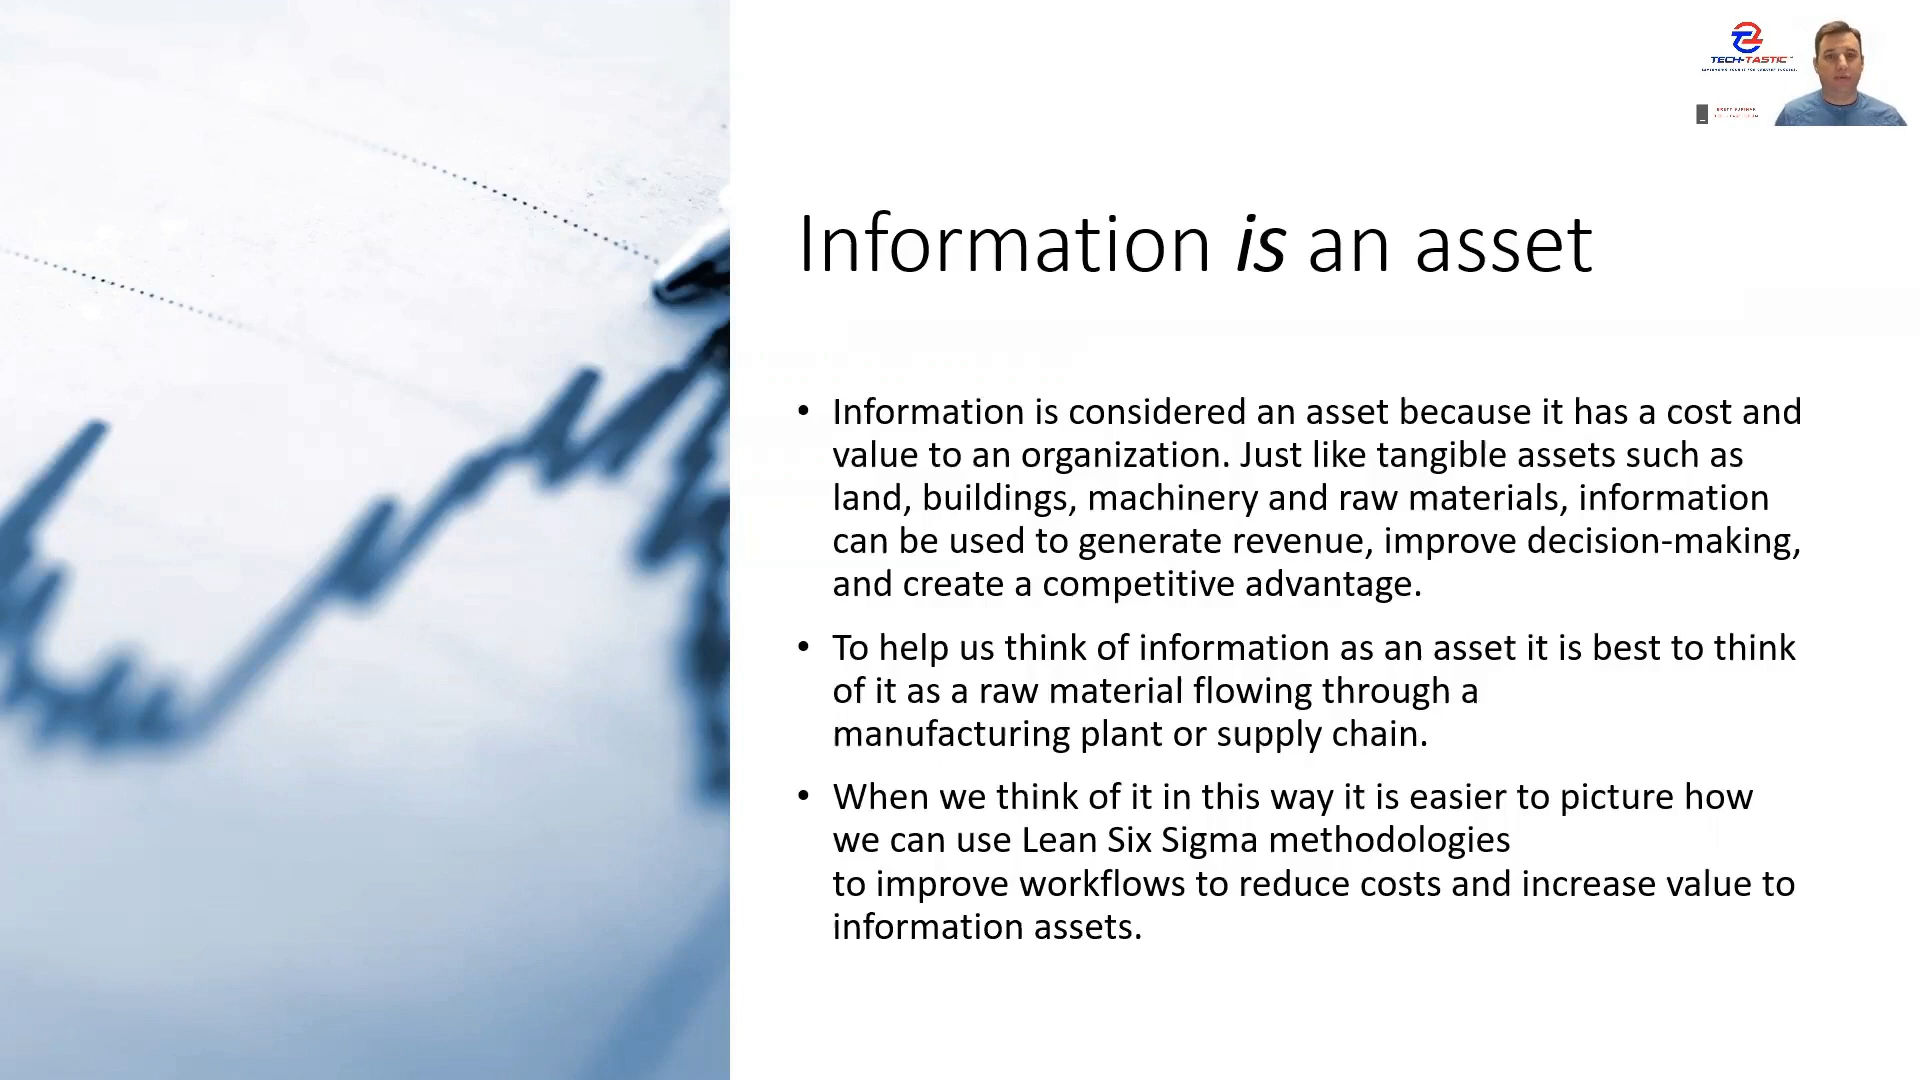 TECH-TASTIC
Information is an asset
• Information is considered an asset because it has a cost and
value to an organization. Just like tangible assets such as
land, buildings, machinery and raw materials, information
can be used to generate revenue, improve decision-making,
and create a competitive advantage.
• To help us think of information as an asset it is best to think
of it as a raw material flowing through a
manufacturing plant or supply chain.
• When we think of it in this way it is easier to picture how
we can use Lean Six Sigma methodologies
to improve workflows to reduce costs and increase value to
information assets.